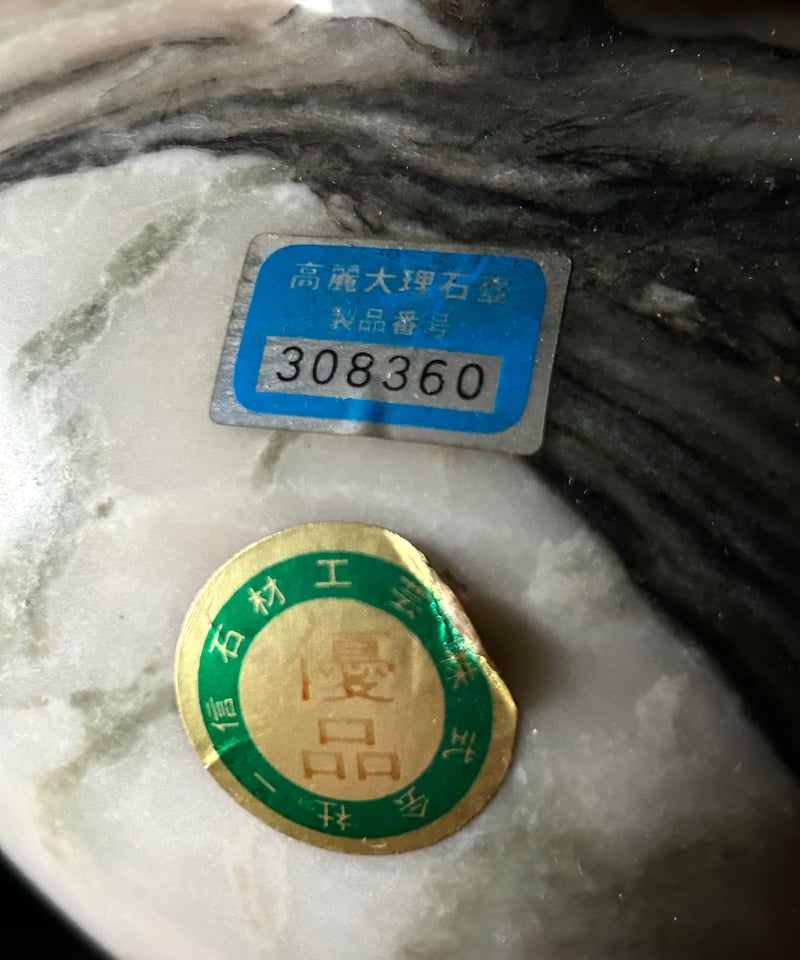 高麗大理石壺
製品番号
308360
一信石材工芸株式会社
優品